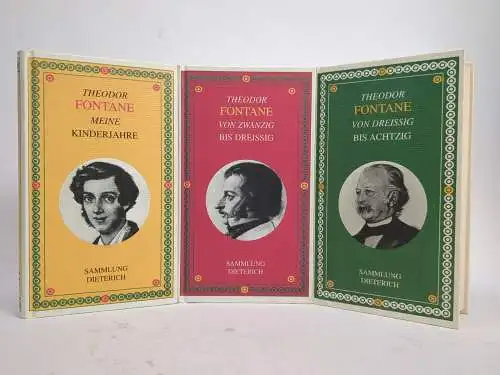 THEODOR
FONTANE
MEINE
KINDERJAHRE
SAMMLUNG
DIETERICH
THEODOR
FONTANE
VON ZWANZIG
BIS DREISSIG
SAMMLUNG
DIETERICH
THEODOR
FONTANE
VON DREISSIG
BIS ACHTZIG
SAMMLUNG
DIETERICH